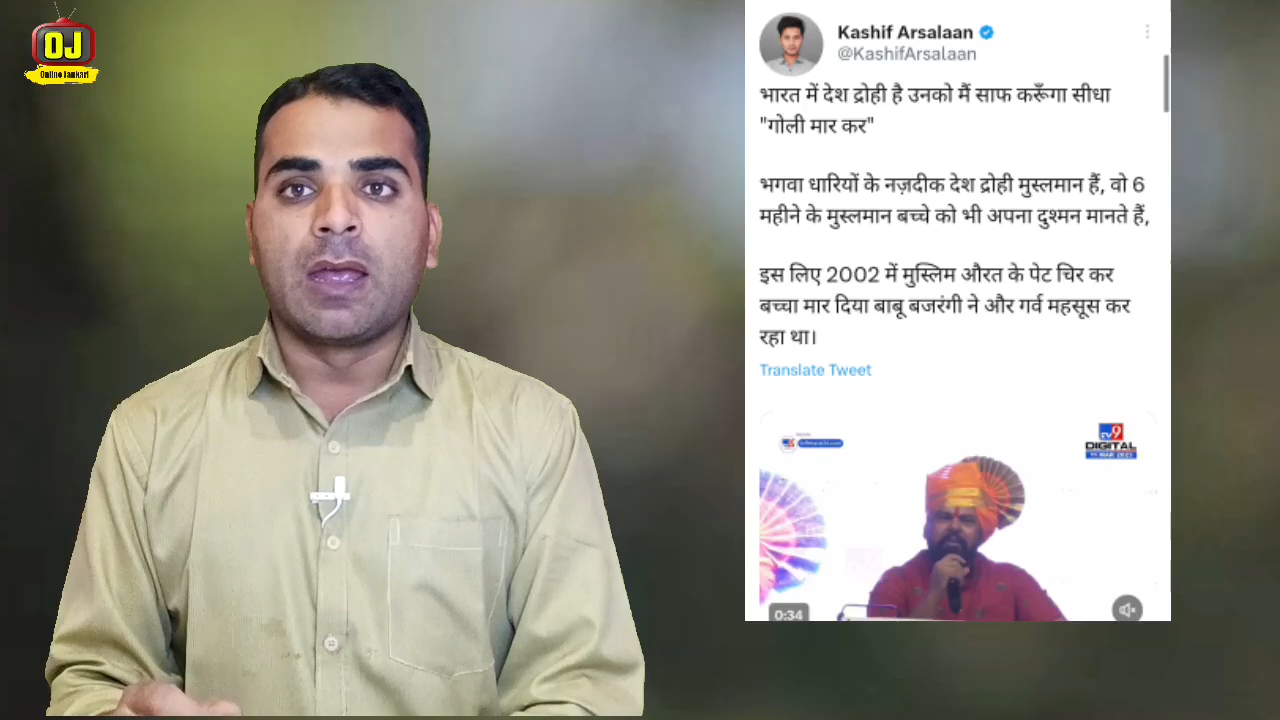 OJ
Online Jankari
Kashif Arsalaan
@KashifArsalaan
भारत में देश द्रोही है उनको मैं साफ करूँगा सीधा
"गोली मार कर"
भगवा धारियों के नज़दीक देश द्रोही मुस्लमान हैं, वो 6
महीने के मुस्लमान बच्चे को भी अपना दुश्मन मानते हैं,
इस लिए 2002 में मुस्लिम औरत के पेट चिर कर
बच्चा मार दिया बाबू बजरंगी ने और गर्व महसूस कर
रहा था।
Translate Tweet
TV9
DIGITAL
0:34